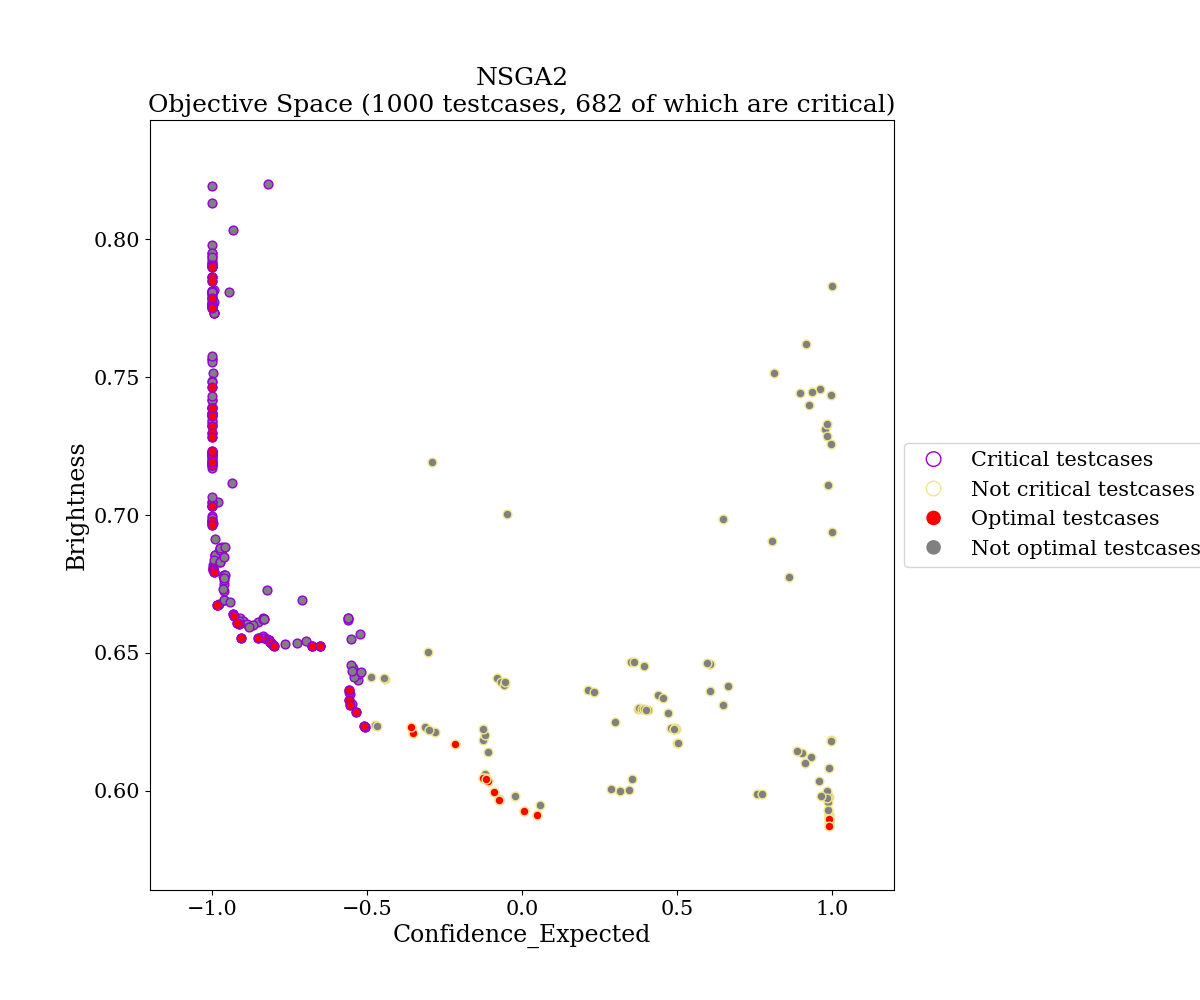 NSGA2
Objective Space (1000 testcases, 682 of which are critical)
0.80
0.75
0.70
0.65
0.60
Brightness
−1.0
−0.5
0.0
0.5
1.0
Confidence_Expected
Critical testcases
Not critical testcases
Optimal testcases
Not optimal testcases